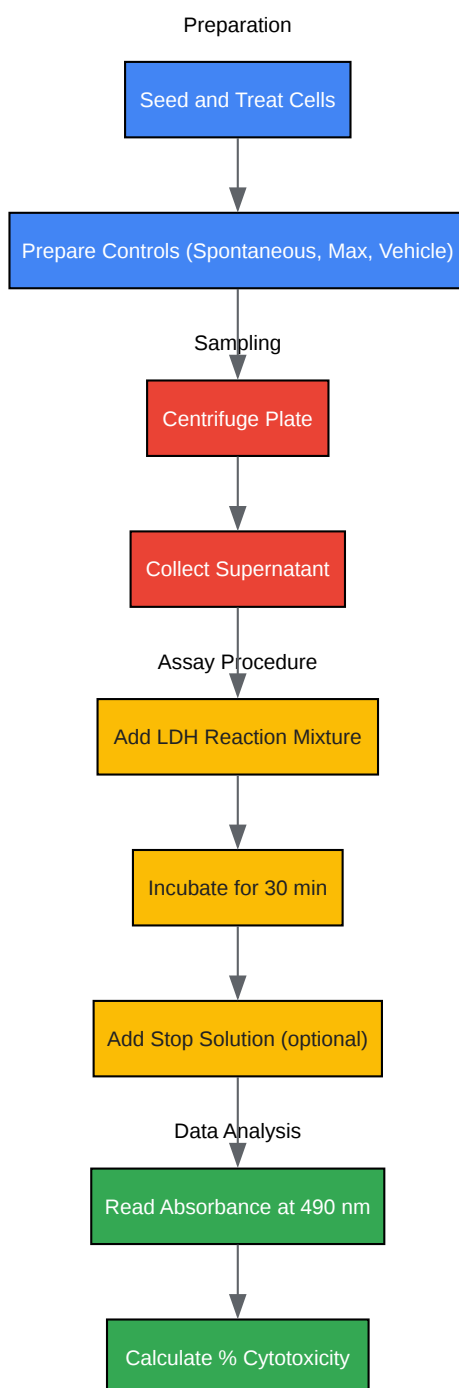 Preparation
Seed and Treat Cells
Prepare Controls (Spontaneous, Max, Vehicle)
Sampling
Centrifuge Plate
Collect Supernatant
Assay Procedure
Add LDH Reaction Mixture
Incubate for 30 min
Add Stop Solution (optional)
Data Analysis
Read Absorbance at 490 nm
Calculate % Cytotoxicity